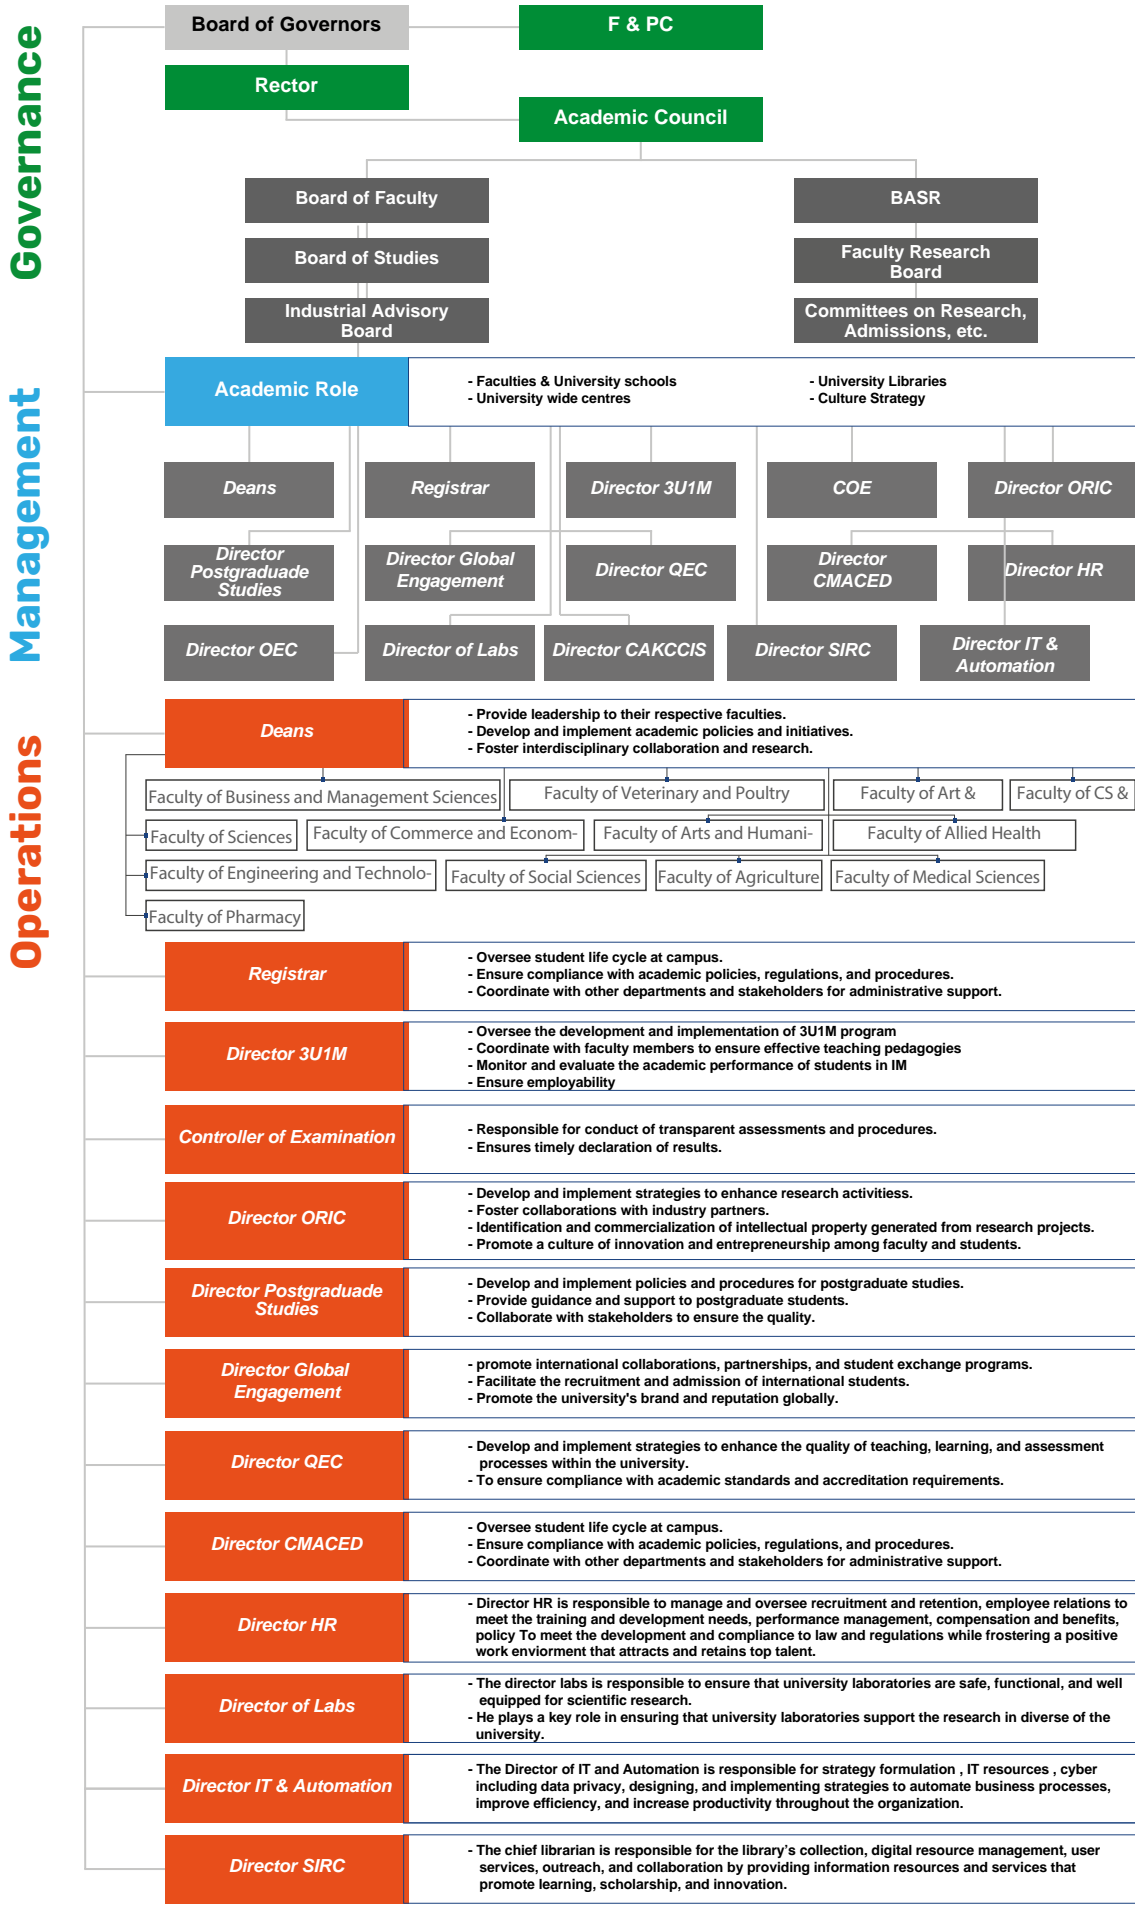 Governance
Board of Governors
F & PC
Rector
Academic Council
Board of Faculty
BASR
Board of Studies
Faculty Research
Board
Industrial Advisory
Board
Committees on Research,
Admissions, etc.
Management
Academic Role
- Faculties & University schools
- University wide centres
- University Libraries
- Culture Strategy
Deans
Registrar
Director 3U1M
COE
Director ORIC
Director
Postgraduade
Studies
Director Global
Engagement
Director QEC
Director
CMACED
Director HR
Director OEC
Director of Labs
Director CAKCCIS
Director SIRC
Director IT &
Automation
Operations
Deans
- Provide leadership to their respective faculties.
- Develop and implement academic policies and initiatives.
- Foster interdisciplinary collaboration and research.
Faculty of Business and Management Sciences
Faculty of Veterinary and Poultry
Faculty of Art &
Faculty of CS &
Faculty of Sciences
Faculty of Commerce and Econom-
Faculty of Arts and Humani-
Faculty of Allied Health
Faculty of Engineering and Technolo-
Faculty of Social Sciences
Faculty of Agriculture
Faculty of Medical Sciences
Faculty of Pharmacy
Registrar
- Oversee student life cycle at campus.
- Ensure compliance with academic policies, regulations, and procedures.
- Coordinate with other departments and stakeholders for administrative support.
Director 3U1M
- Oversee the development and implementation of 3U1M program
- Coordinate with faculty members to ensure effective teaching pedagogies
- Monitor and evaluate the academic performance of students in IM
- Ensure employability
Controller of Examination
- Responsible for conduct of transparent assessments and procedures.
- Ensures timely declaration of results.
Director ORIC
- Develop and implement strategies to enhance research activitiess.
- Foster collaborations with industry partners.
- Identification and commercialization of intellectual property generated from research projects.
- Promote a culture of innovation and entrepreneurship among faculty and students.
Director Postgraduade
Studies
- Develop and implement policies and procedures for postgraduate studies.
- Provide guidance and support to postgraduate students.
- Collaborate with stakeholders to ensure the quality.
Director Global
Engagement
- promote international collaborations, partnerships, and student exchange programs.
- Facilitate the recruitment and admission of international students.
- Promote the university's brand and reputation globally.
Director QEC
- Develop and implement strategies to enhance the quality of teaching, learning, and assessment
processes within the university.
- To ensure compliance with academic standards and accreditation requirements.
Director CMACED
- Oversee student life cycle at campus.
- Ensure compliance with academic policies, regulations, and procedures.
- Coordinate with other departments and stakeholders for administrative support.
Director HR
- Director HR is responsible to manage and oversee recruitment and retention, employee relations to
meet the training and development needs, performance management, compensation and benefits,
policy To meet the development and compliance to law and regulations while frostering a positive
work enviorment that attracts and retains top talent.
Director of Labs
- The director labs is responsible to ensure that university laboratories are safe, functional, and well
equipped for scientific research.
- He plays a key role in ensuring that university laboratories support the research in diverse of the
university.
Director IT & Automation
- The Director of IT and Automation is responsible for strategy formulation , IT resources , cyber
including data privacy, designing, and implementing strategies to automate business processes,
improve efficiency, and increase productivity throughout the organization.
Director SIRC
- The chief librarian is responsible for the library’s collection, digital resource management, user
services, outreach, and collaboration by providing information resources and services that
promote learning, scholarship, and innovation.